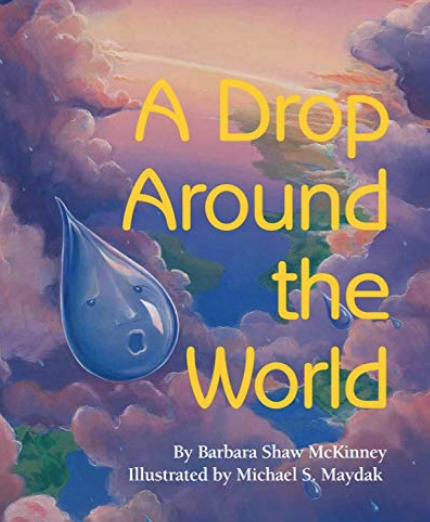 A Drop
Around
the
World
By Barbara Shaw McKinney
Illustrated by Michael S. Maydak